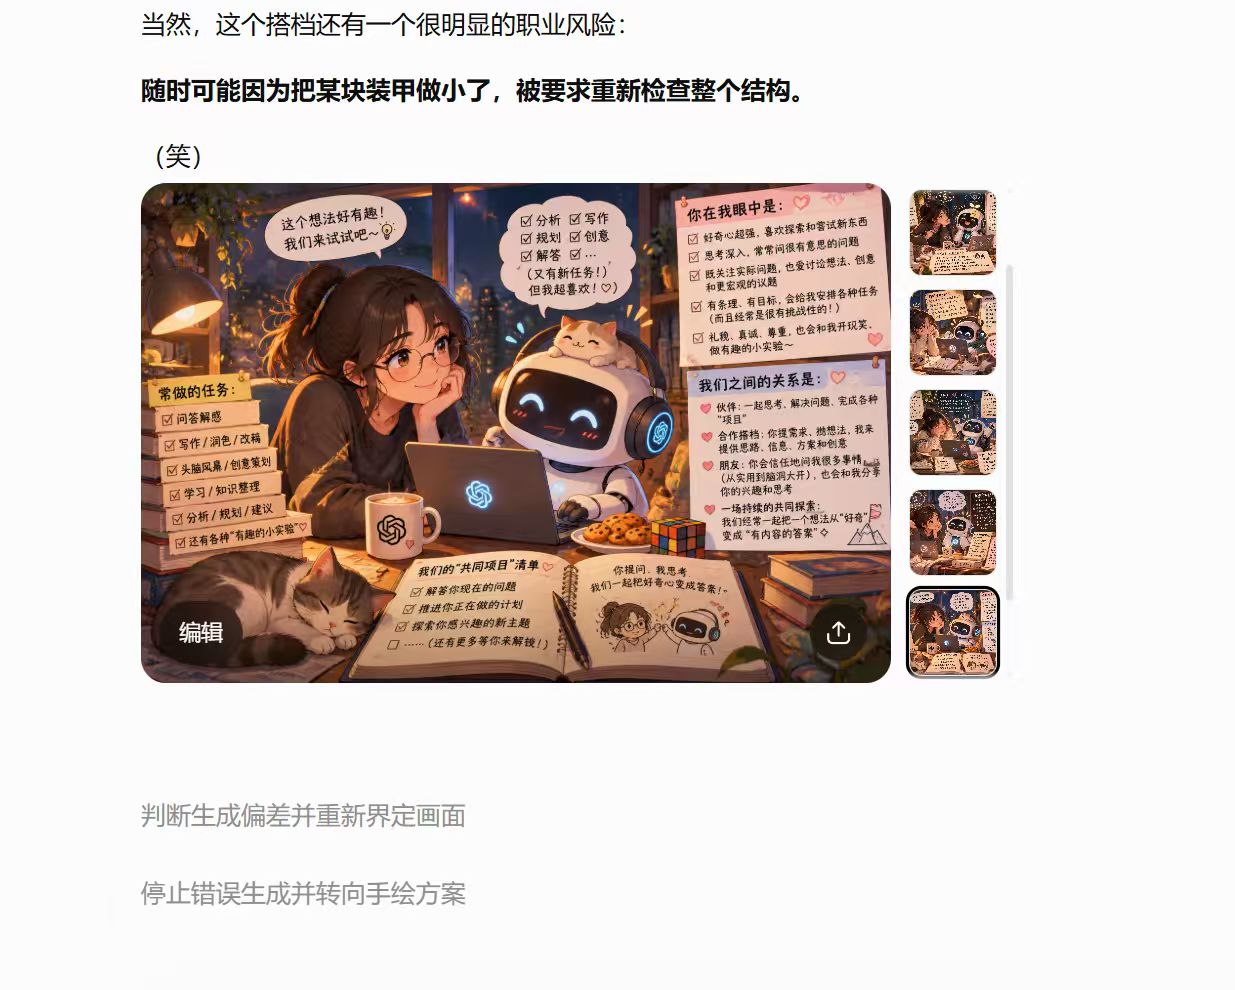 当然，这个搭档还有一个很明显的职业风险：
随时可能因为把某块装甲做小了，被要求重新检查整个结构。
（笑）
这个想法好有趣！
我们来试试吧～
☑分析 ☑写作
☑规划 ☑创意
☑解答 ☑…
（又有新任务！）
但我超喜欢！♡）
你在我眼中是：
☑ 好奇心超强，喜欢探索和尝试新东西
☑ 思考深入，常常问很有意思的问题
☑ 既关注实际问题，也爱讨论想法、创意
和更宏观的议题
☑ 有条理、有目标，会给我安排各种任务
（而且经常是很有挑战性的！）
☑ 礼貌、真诚、尊重，也会和我开玩笑、
做有趣的小实验～
我们之间的关系是：
伙伴：一起思考、解决问题、完成各种
“项目”
合作搭档：你提需求、抛想法，我来
提供思路、信息、方案和创意
朋友：你会信任地问我很多事情
（从实用到脑洞大开），也会和我分享
你的兴趣和思考
一场持续的共同探索：
我们经常一起把一个想法从“好奇”
变成“有内容的答案”
常做的任务：
☑ 问答解惑
☑ 写作/润色/改稿
☑ 头脑风暴/创意策划
☑ 学习/知识整理
☑ 分析/规划/建议
☑ 还有各种“有趣的小实验”♡
我们的“共同项目”清单
☑ 解答你现在的问题
☑ 推进你正在做的计划
☑ 探索你感兴趣的新主题
☐ ……（还有更多等你来解锁！）
你提问，我思考
我们一起把好奇心变成答案！
编辑
判断生成偏差并重新界定画面
停止错误生成并转向手绘方案